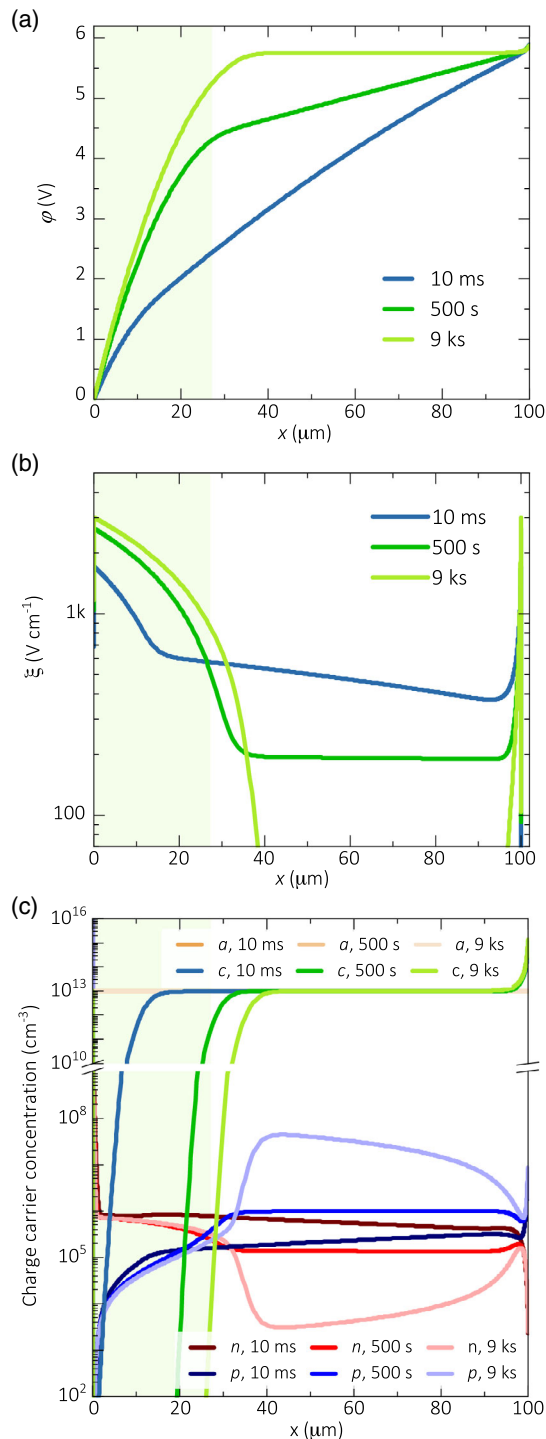 (a)
6
5
4
3
2
1
0
φ (V)
10 ms
500 s
9 ks
0 20 40 60 80 100
x (µm)
(b)
1k
100
ξ (V cm⁻¹)
10 ms
500 s
9 ks
0 20 40 60 80 100
x (µm)
(c)
10¹⁶
10¹³
10¹⁰
10⁸
10⁵
10²
Charge carrier concentration (cm⁻³)
a, 10 ms a, 500 s a, 9 ks
c, 10 ms c, 500 s c, 9 ks
n, 10 ms n, 500 s n, 9 ks
p, 10 ms p, 500 s p, 9 ks
0 20 40 60 80 100
x (µm)